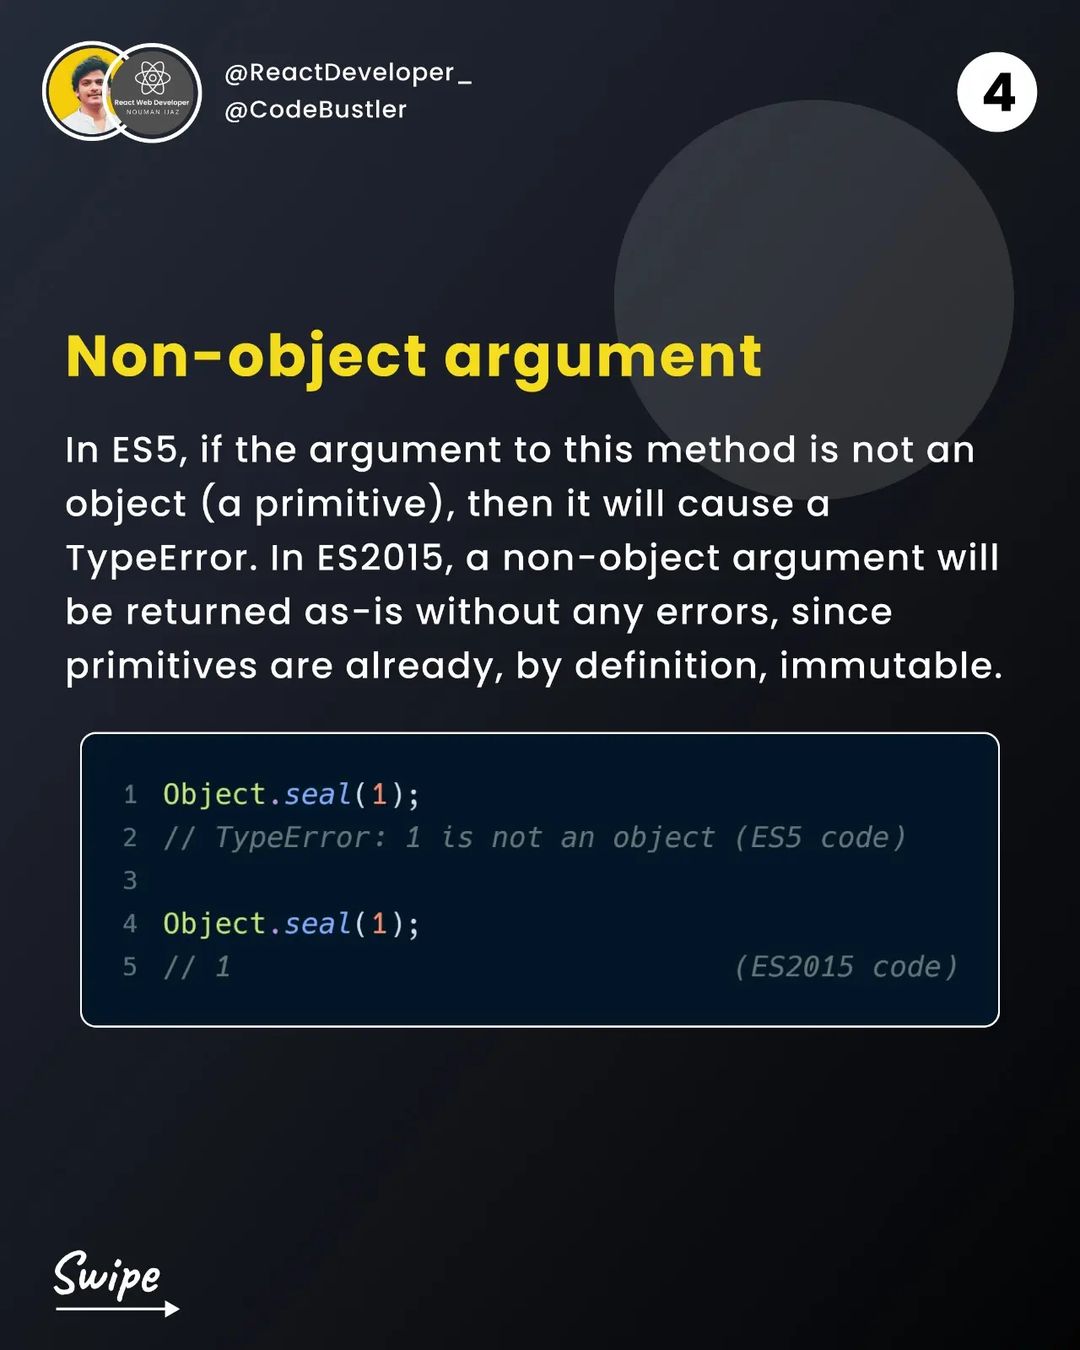 @ReactDeveloper_
@CodeBustler
React Web Developer
NOUMAN IJAZ
4
Non-object argument
In ES5, if the argument to this method is not an
object (a primitive), then it will cause a
TypeError. In ES2015, a non-object argument will
be returned as-is without any errors, since
primitives are already, by definition, immutable.
1 Object.seal(1);
2 // TypeError: 1 is not an object (ES5 code)
3
4 Object.seal(1);
5 // 1 (ES2015 code)
Swipe